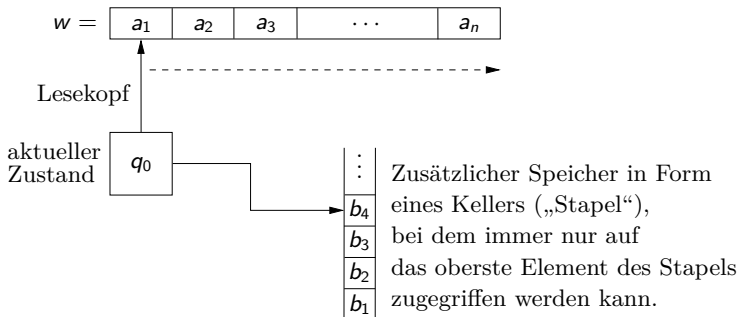 w = a₁ a₂ a₃ ⋯ aₙ
Lesekopf
aktueller
Zustand
q₀
⋮
b₄
b₃
b₂
b₁
Zusätzlicher Speicher in Form
eines Kellers („Stapel“),
bei dem immer nur auf
das oberste Element des Stapels
zugegriffen werden kann.